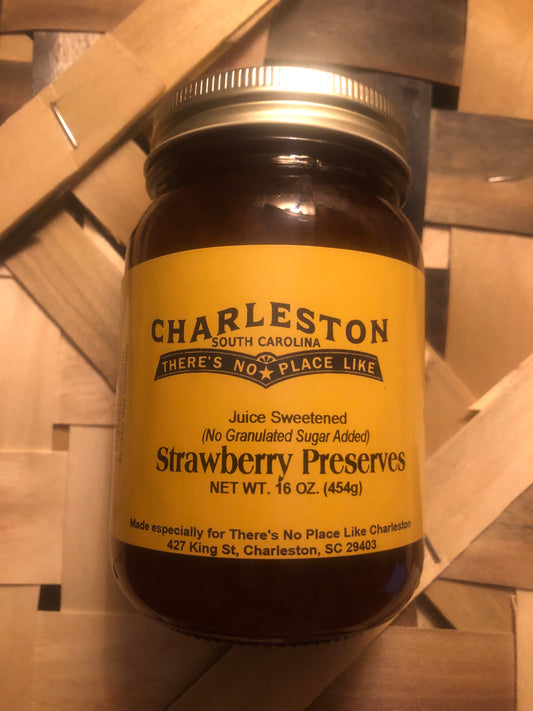 CHARLESTON
SOUTH CAROLINA
THERE'S NO PLACE LIKE
Juice Sweetened
(No Granulated Sugar Added)
Strawberry Preserves
NET WT. 16 OZ. (454g)
Made especially for There's No Place Like Charleston
427 King St, Charleston, SC 29403